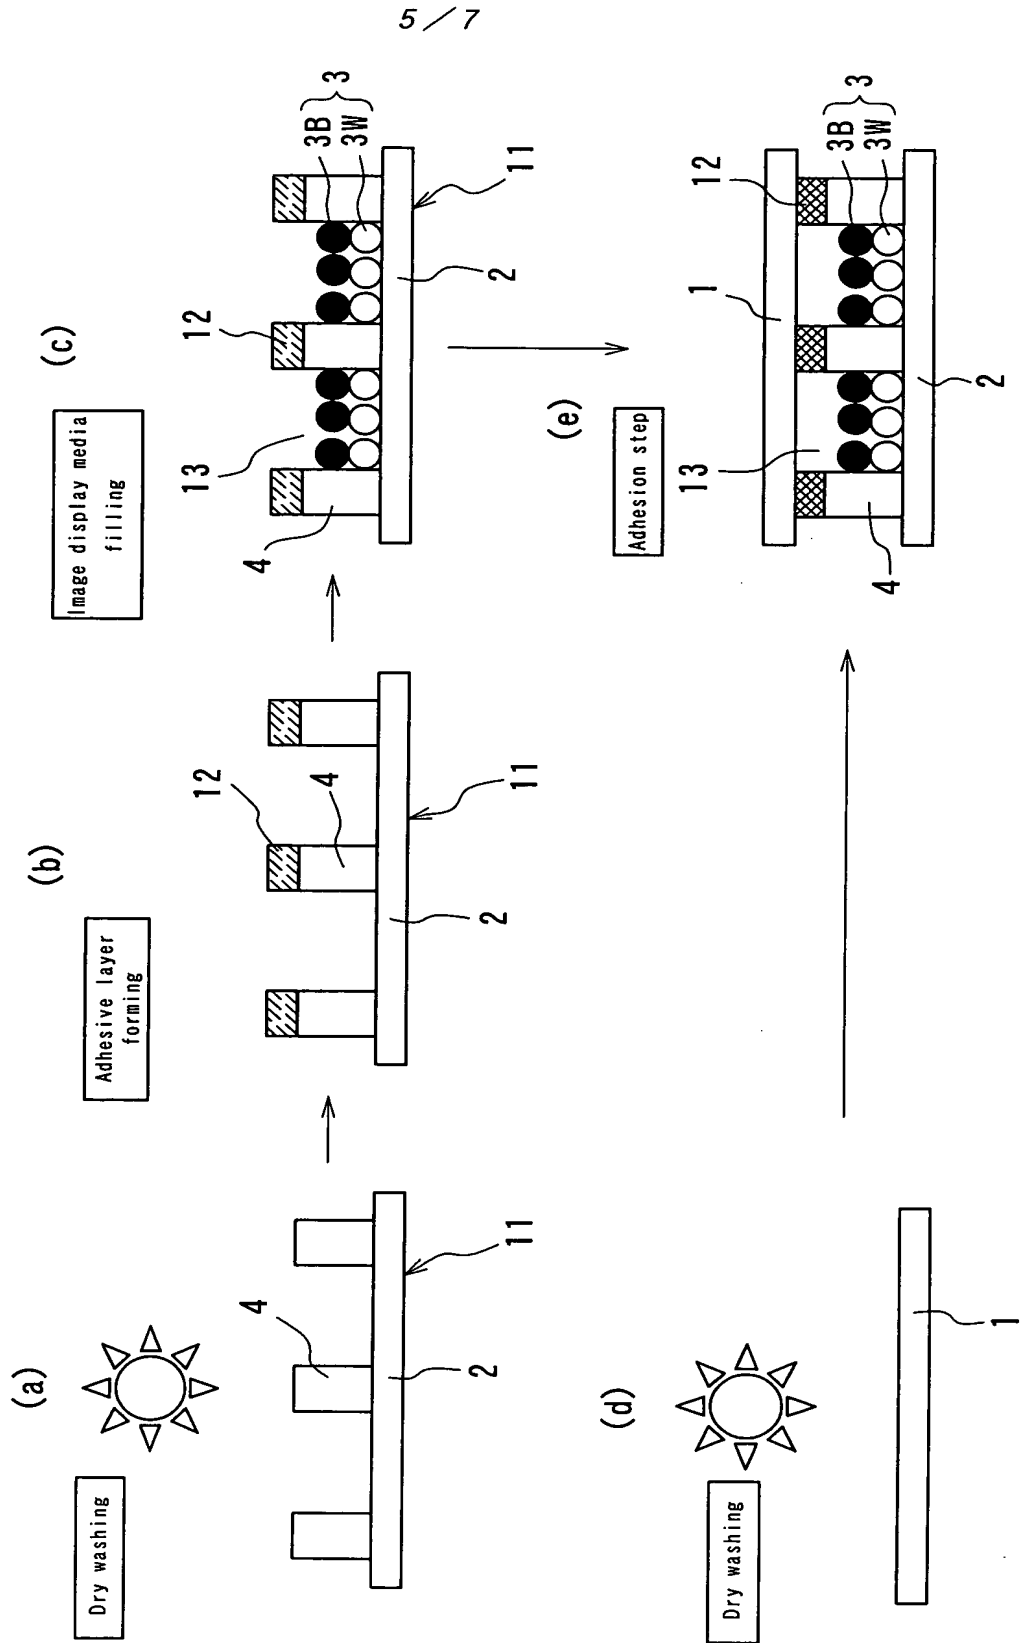 5/7
(a)
Dry washing
4
2
11
(b)
Adhesive layer
forming
12
4
2
11
(c)
Image display media
filling
13
12
3B
3W
3
4
2
11
(d)
Dry washing
1
(e)
Adhesion step
13
1
12
3B
3W
3
4
2